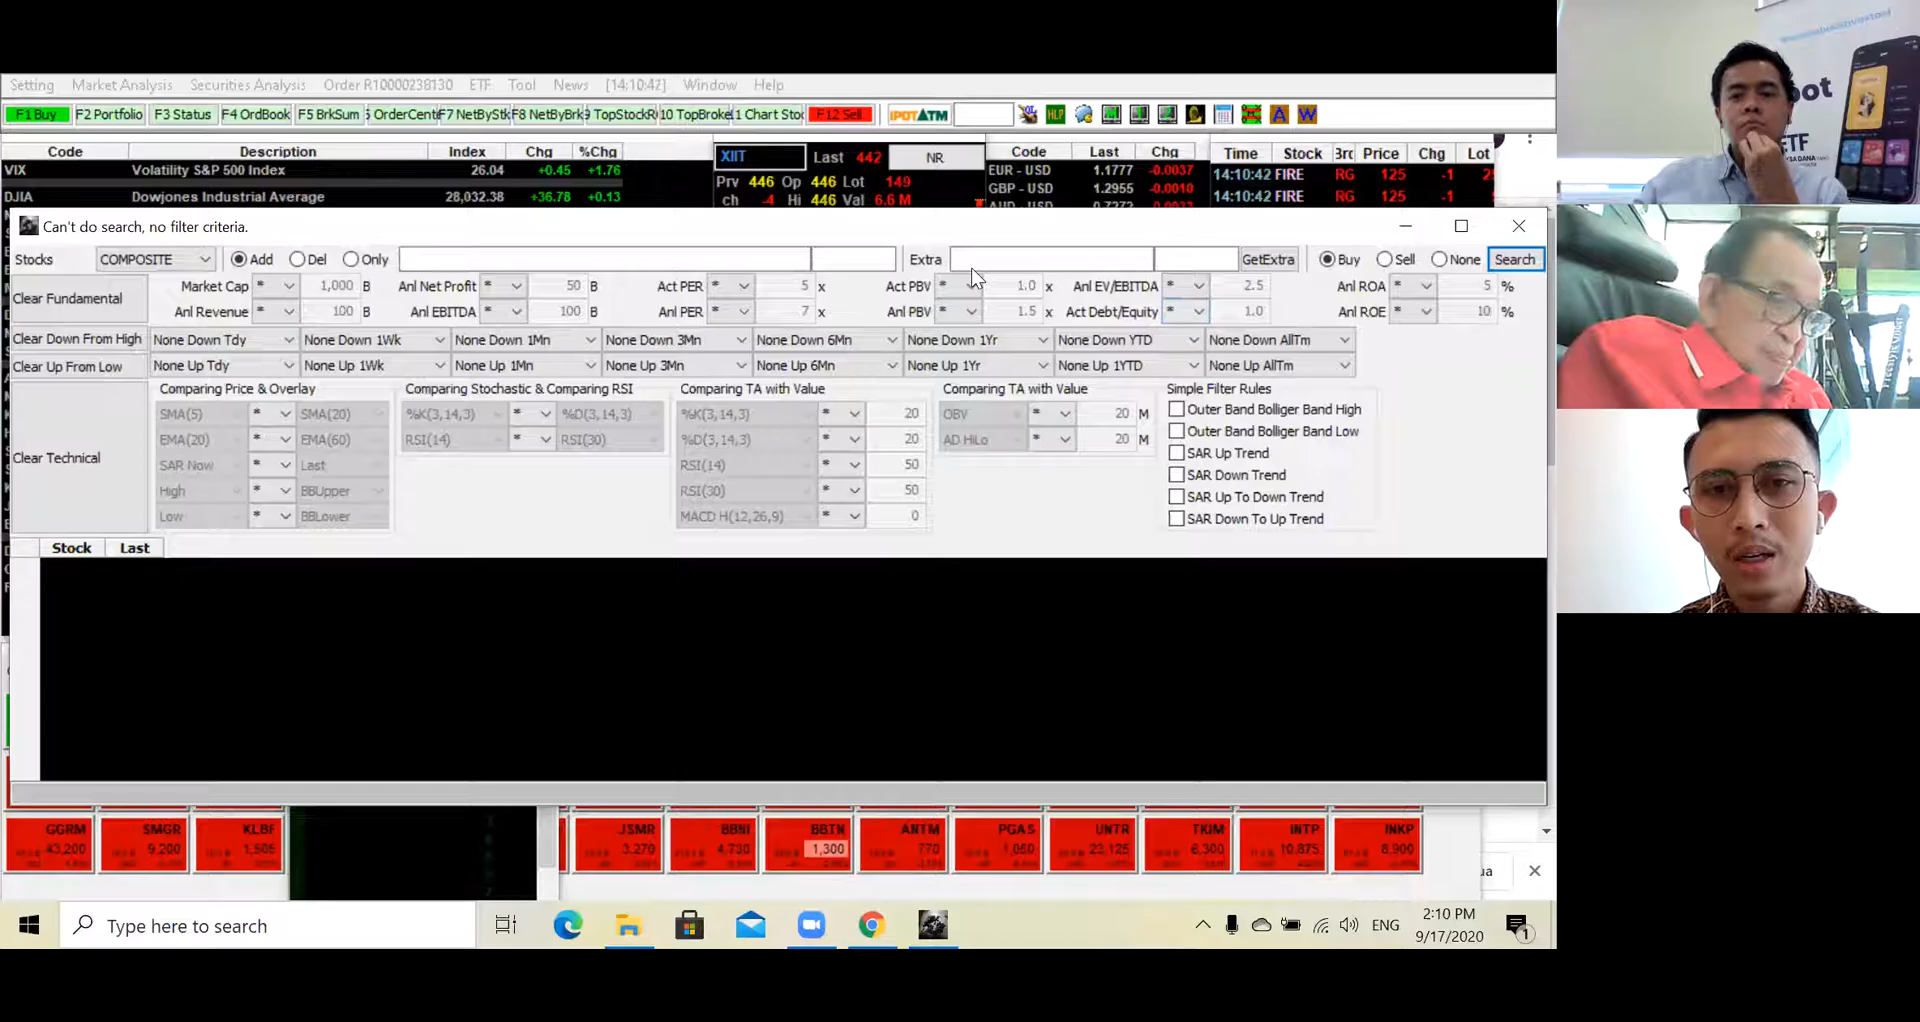 Setting Market Analysis Securities Analysis Order R10000238130 ETF Tool News [14:10:42] Window Help
F1 Buy F2 Portfolio F3 Status F4 OrdBook F5 BrkSum OrderCenti F7 NetByStk F8 NetByBrk TopStockR 10 TopBroke 1 Chart Stoc F12 Sell IPOT ATM HLP A W
Code Description Index Chg %Chg
VIX Volatility S&P 500 Index 26.04 +0.45 +1.76
DJIA Dowjones Industrial Average 28,032.38 +36.78 +0.13
XIIT Last 442 NR
Prv 446 Op 446 Lot 149
ch -4 Hi 446 Val 6.6 M
Code Last Chg
EUR - USD 1.1777 -0.0037
GBP - USD 1.2955 -0.0010
Time Stock Price Chg Lot
14:10:42 FIRE RG 125 -1
14:10:42 FIRE RG 125 -1
Can't do search, no filter criteria.
Stocks COMPOSITE Add Del Only Extra GetExtra Buy Sell None Search
Clear Fundamental
Market Cap * 1,000 B Anl Net Profit * 50 B Act PER * 5 x Act PBV * 1.0 x Anl EV/EBITDA * 2.5 Anl ROA * 5 %
Anl Revenue * 100 B Anl EBITDA * 100 B Anl PER * 7 x Anl PBV * 1.5 x Act Debt/Equity * 1.0 Anl ROE * 10 %
Clear Down From High None Down Tdy None Down 1Wk None Down 1Mn None Down 3Mn None Down 6Mn None Down 1Yr None Down YTD None Down AllTm
Clear Up From Low None Up Tdy None Up 1Wk None Up 1Mn None Up 3Mn None Up 6Mn None Up 1Yr None Up 1YTD None Up AllTm
Clear Technical
Comparing Price & Overlay
SMA(5) * SMA(20)
EMA(20) * EMA(60)
SAR Now * Last
High * BBUpper
Low * BBLower
Comparing Stochastic & Comparing RSI
%K(3,14,3) * %D(3,14,3)
RSI(14) * RSI(30)
Comparing TA with Value
%K(3,14,3) * 20
%D(3,14,3) * 20
RSI(14) * 50
RSI(30) * 50
MACD H(12,26,9) * 0
Comparing TA with Value
OBV * 20 M
AD HiLo * 20 M
Simple Filter Rules
Outer Band Bolliger Band High
Outer Band Bolliger Band Low
SAR Up Trend
SAR Down Trend
SAR Up To Down Trend
SAR Down To Up Trend
Stock Last
GGRM SMGR KLBF JSMR BBNI BBTN ANTM PGAS UNTR TKIM INTP INKP
43,200 9,200 1,505 3,270 4,730 1,300 770 1,050 23,125 6,300 10,875 8,900
Type here to search
ENG
2:10 PM
9/17/2020
1
ETF